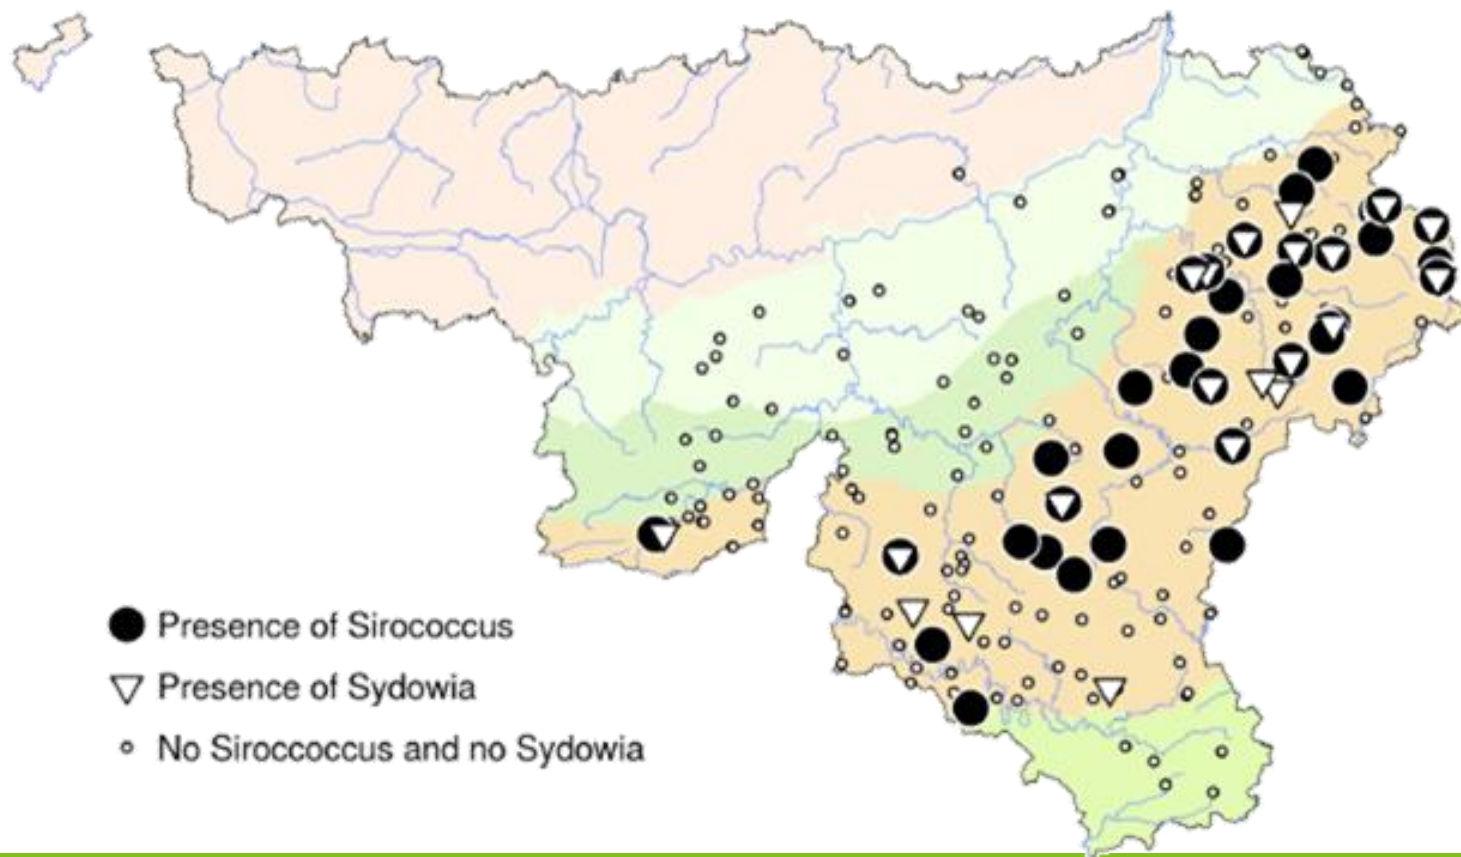 Presence of Sirococcus
Presence of Sydowia
No Siroccoccus and no Sydowia